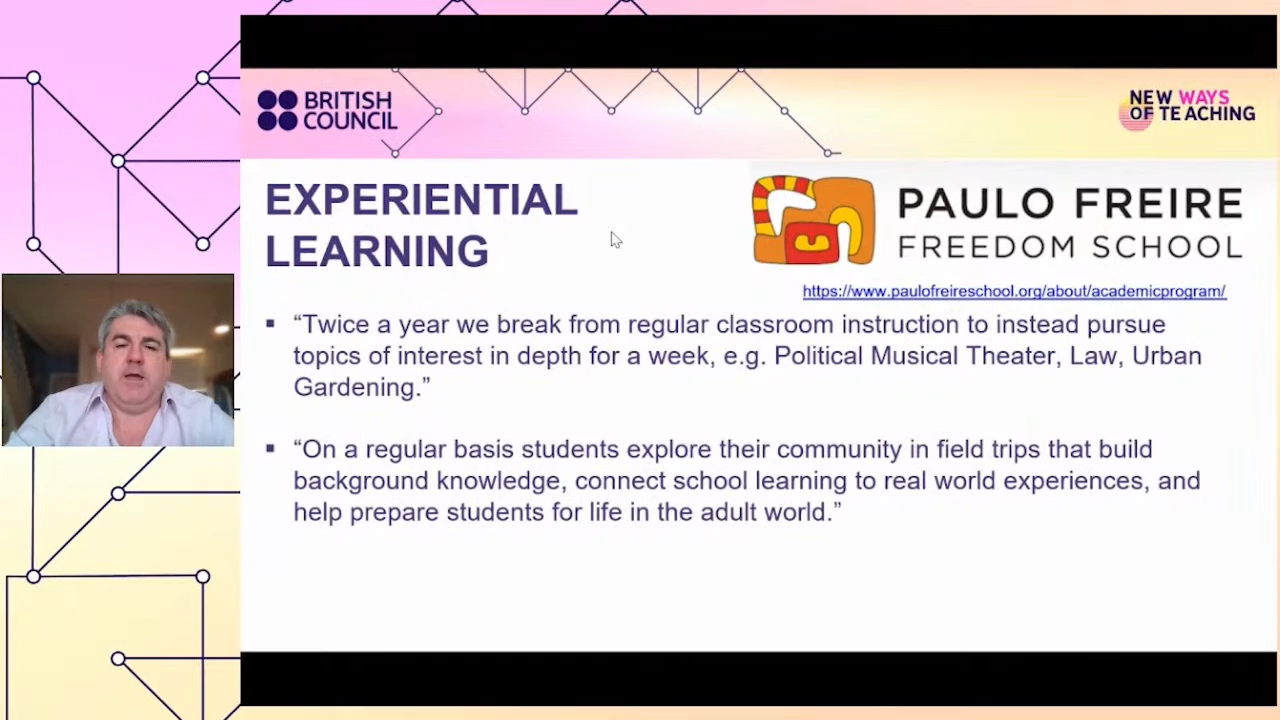 BRITISH
COUNCIL
NEW WAYS
OF TEACHING
EXPERIENTIAL
LEARNING
PAULO FREIRE
FREEDOM SCHOOL
https://www.paulofreireschool.org/about/academicprogram/
▪ “Twice a year we break from regular classroom instruction to instead pursue
topics of interest in depth for a week, e.g. Political Musical Theater, Law, Urban
Gardening.”
▪ “On a regular basis students explore their community in field trips that build
background knowledge, connect school learning to real world experiences, and
help prepare students for life in the adult world.”